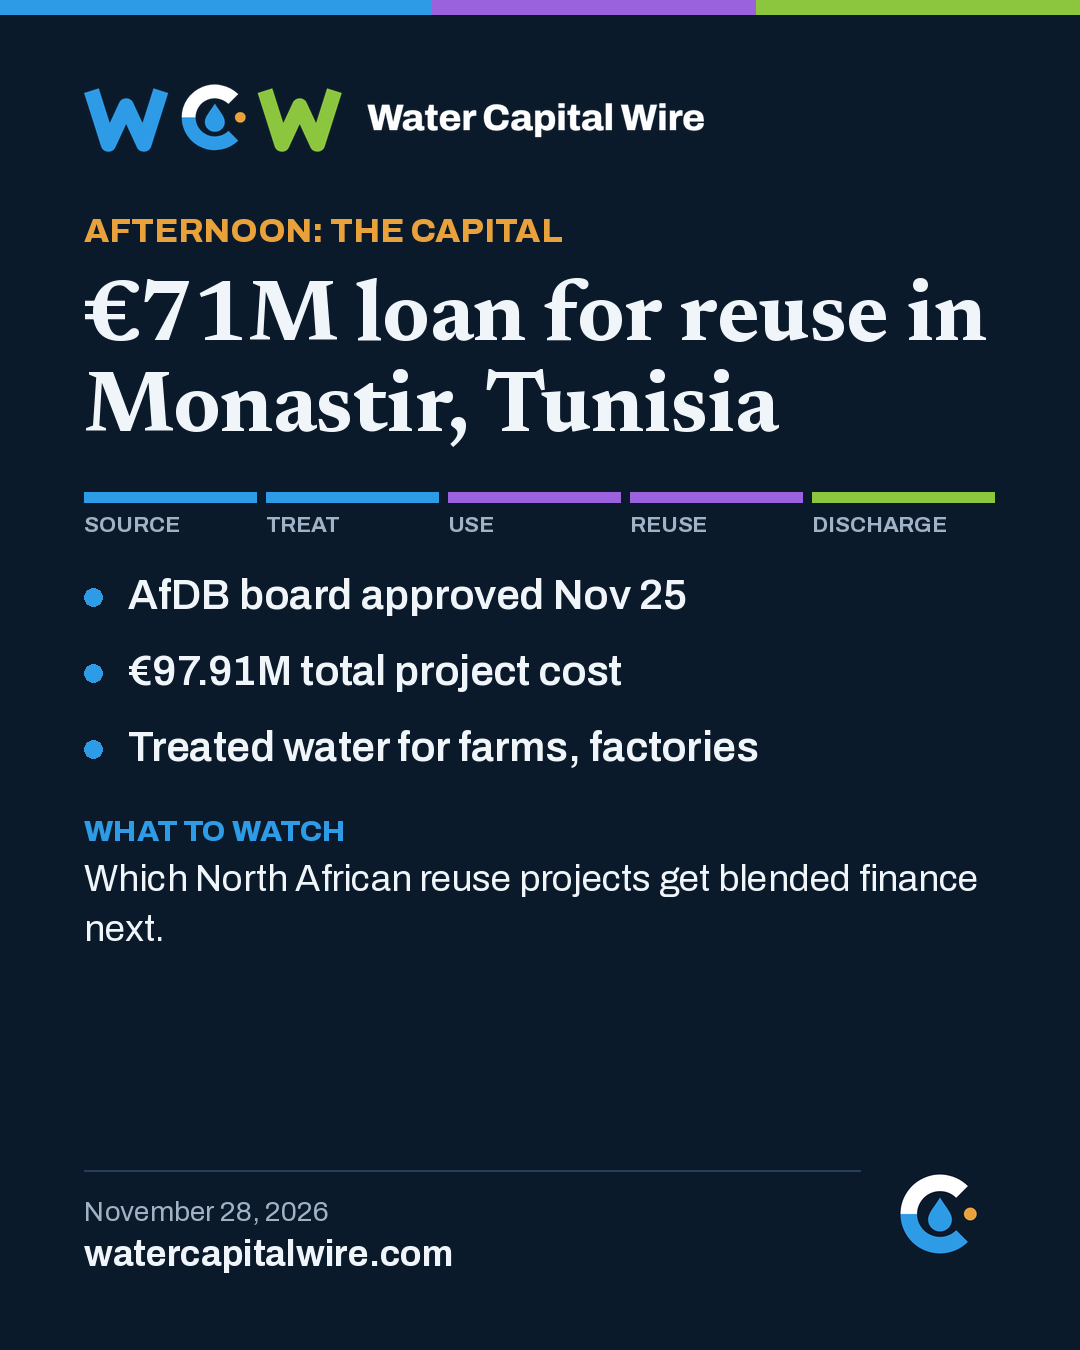 WCW Water Capital Wire
AFTERNOON: THE CAPITAL
€71M loan for reuse in
Monastir, Tunisia
SOURCE TREAT USE REUSE DISCHARGE
AfDB board approved Nov 25
€97.91M total project cost
Treated water for farms, factories
WHAT TO WATCH
Which North African reuse projects get blended finance
next.
November 28, 2026
watercapitalwire.com